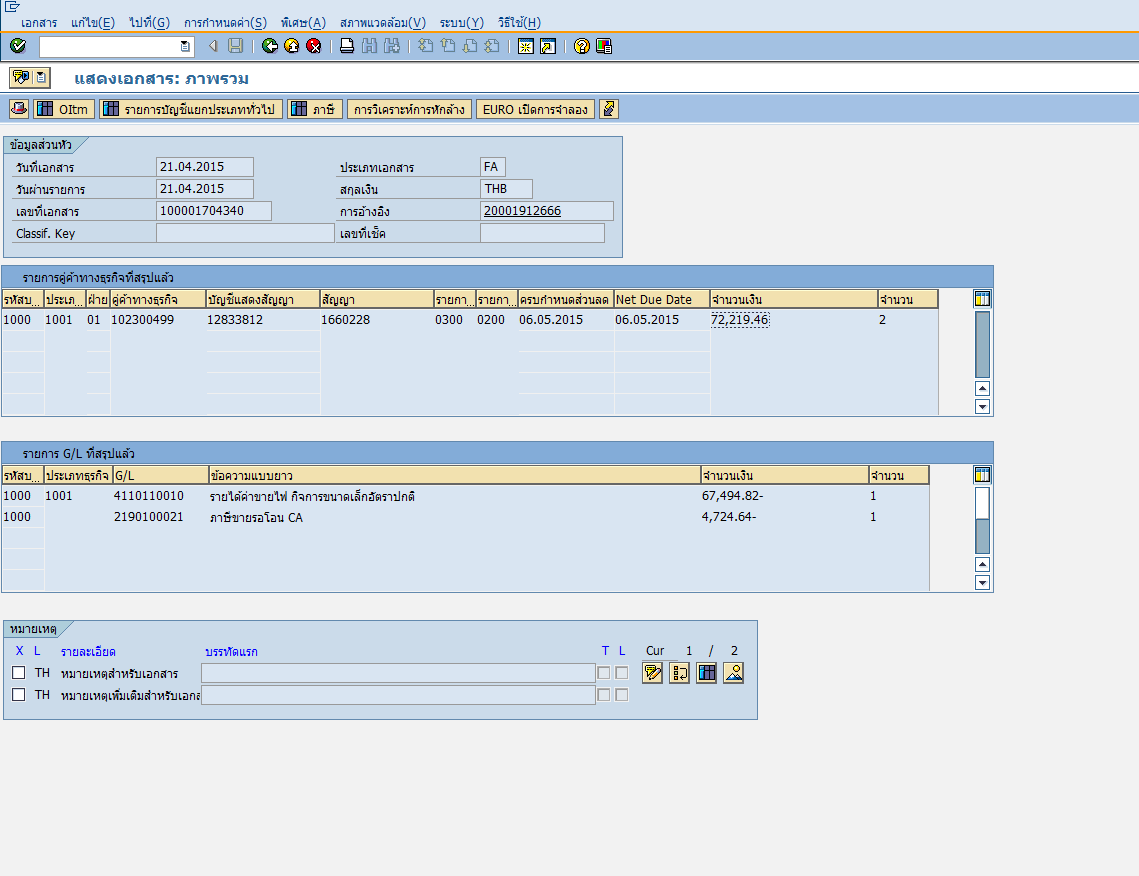 เอกสาร แก้ไข(E) ไปที่(G) การกำหนดค่า(S) พิเศษ(A) สภาพแวดล้อม(V) ระบบ(Y) วิธีใช้(H)
แสดงเอกสาร: ภาพรวม
OItm รายการบัญชีแยกประเภททั่วไป ภาษี การวิเคราะห์การหักล้าง EURO เปิดการจำลอง
ข้อมูลส่วนหัว
วันที่เอกสาร 21.04.2015 ประเภทเอกสาร FA
วันผ่านรายการ 21.04.2015 สกุลเงิน THB
เลขที่เอกสาร 100001704340 การอ้างอิง 20001912666
Classif. Key เลขที่เช็ค
รายการคู่ค้าทางธุรกิจที่สรุปแล้ว
รหัสบ... ประเภ... ฝ่าย คู่ค้าทางธุรกิจ บัญชีแสดงสัญญา สัญญา รายกา... รายกา... ครบกำหนดส่วนลด Net Due Date จำนวนเงิน จำนวน
1000 1001 01 102300499 12833812 1660228 0300 0200 06.05.2015 06.05.2015 72,219.46 2
รายการ G/L ที่สรุปแล้ว
รหัสบ... ประเภทธุรกิจ G/L ข้อความแบบยาว จำนวนเงิน จำนวน
1000 1001 4110110010 รายได้ค่าขายไฟ กิจการขนาดเล็กอัตราปกติ 67,494.82- 1
1000 2190100021 ภาษีขายรอโอน CA 4,724.64- 1
หมายเหตุ
X L รายละเอียด บรรทัดแรก T L Cur 1 / 2
TH หมายเหตุสำหรับเอกสาร
TH หมายเหตุเพิ่มเติมสำหรับเอกส